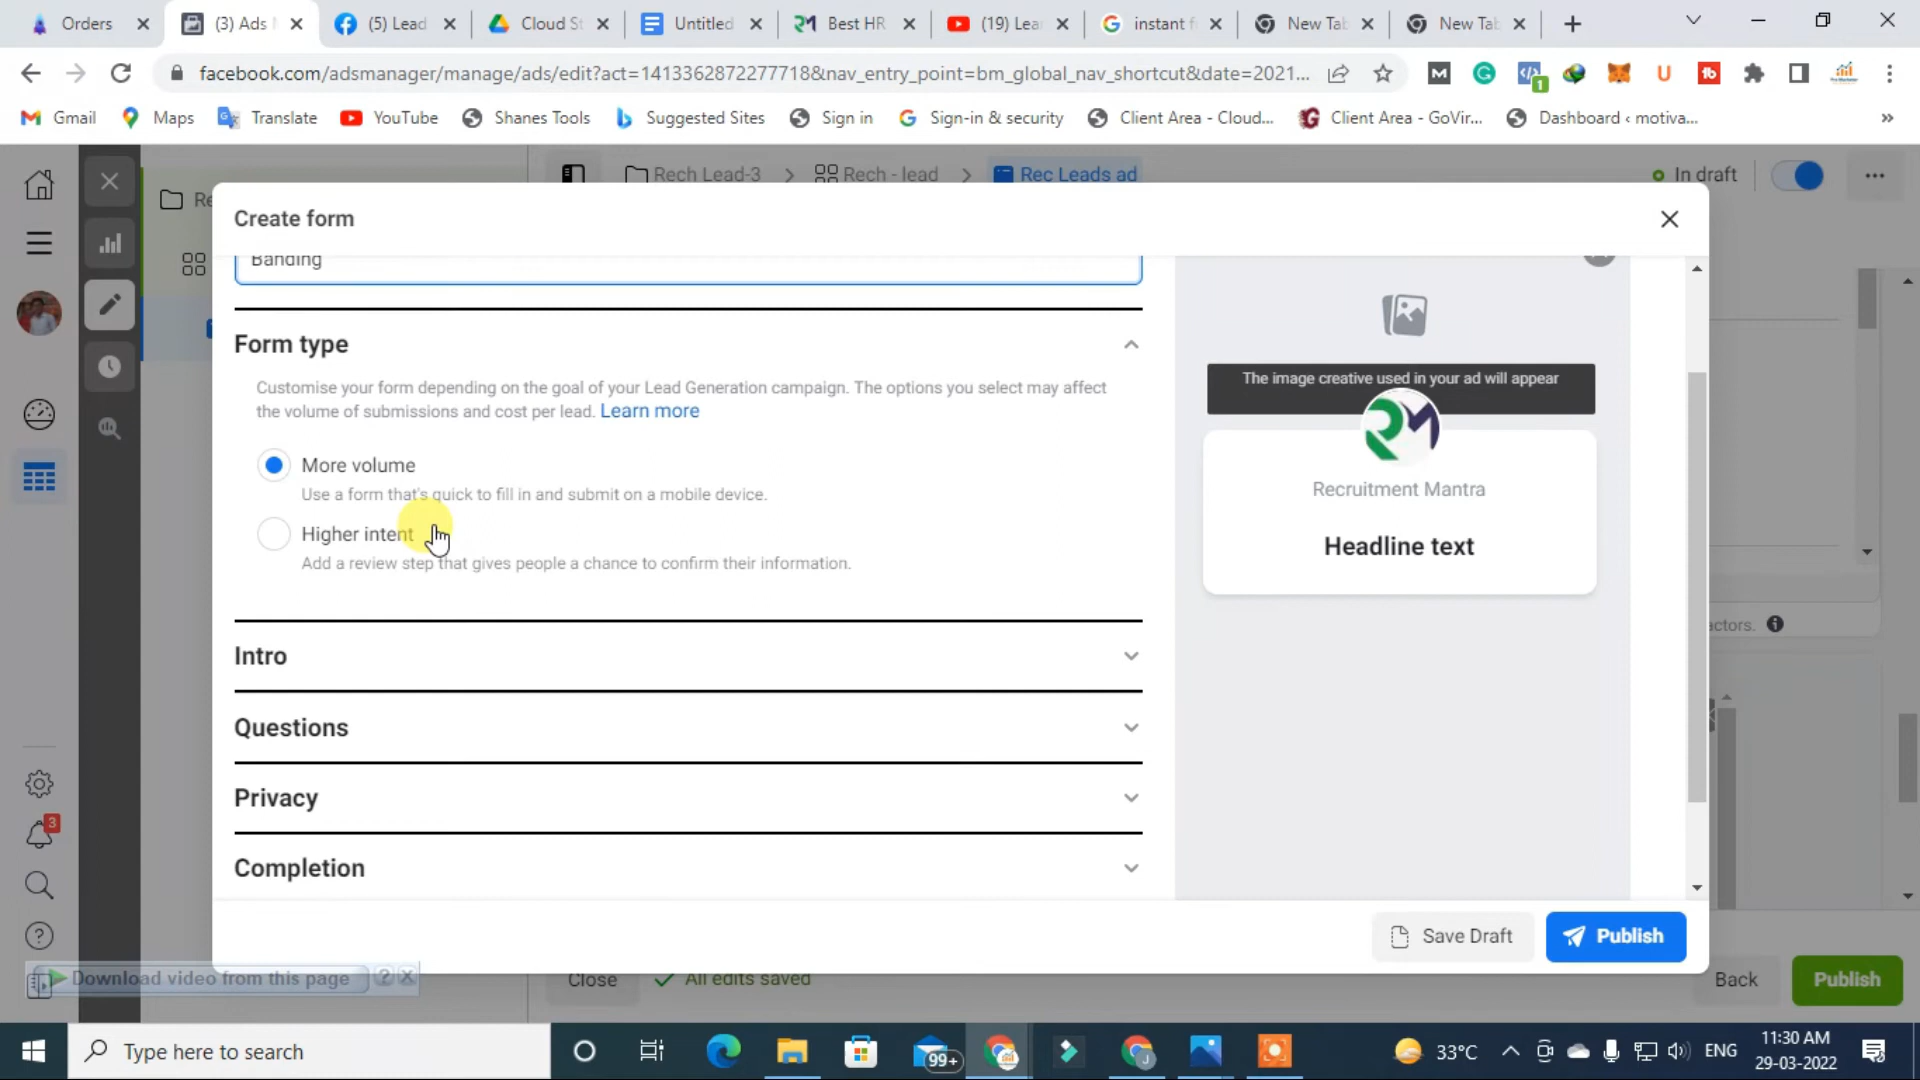 Orders
(3) Ads
(5) Lead
Cloud St
Untitled
Best HR
(19) Lea
instant f
New Tab
New Tab
facebook.com/adsmanager/manage/ads/edit?act=1413362872277718&nav_entry_point=bm_global_nav_shortcut&date=2021...
Gmail
Maps
Translate
YouTube
Shanes Tools
Suggested Sites
Sign in
Sign-in & security
Client Area - Cloud...
Client Area - GoVir...
Dashboard ‹ motiva...
»
Rech Lead-3 > Rech - lead > Rec Leads ad
In draft
Re
Create form
Banding
Form type
Customise your form depending on the goal of your Lead Generation campaign. The options you select may affect
the volume of submissions and cost per lead. Learn more
More volume
Use a form that's quick to fill in and submit on a mobile device.
Higher intent
Add a review step that gives people a chance to confirm their information.
Intro
Questions
Privacy
Completion
The image creative used in your ad will appear
RM
Recruitment Mantra
Headline text
actors.
3
Save Draft
Publish
Download video from this page
Close
All edits saved
Back
Publish
Type here to search
99+
33°C
ENG
11:30 AM
29-03-2022